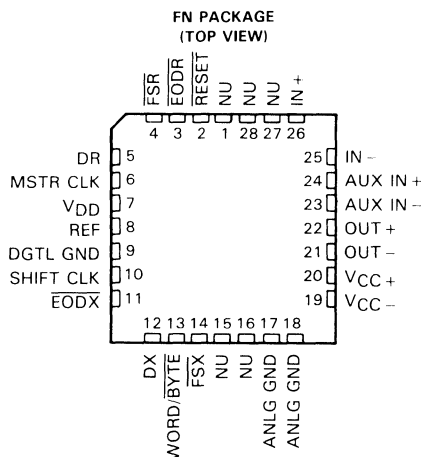 FN PACKAGE
(TOP VIEW)
FSR EODR RESET NU NU NU IN +
4 3 2 1 28 27 26
DR 5 25 IN −
MSTR CLK 6 24 AUX IN +
VDD 7 23 AUX IN −
REF 8 22 OUT +
DGTL GND 9 21 OUT −
SHIFT CLK 10 20 VCC +
EODX 11 19 VCC −
12 13 14 15 16 17 18
DX WORD/BYTE FSX NU NU ANLG GND ANLG GND